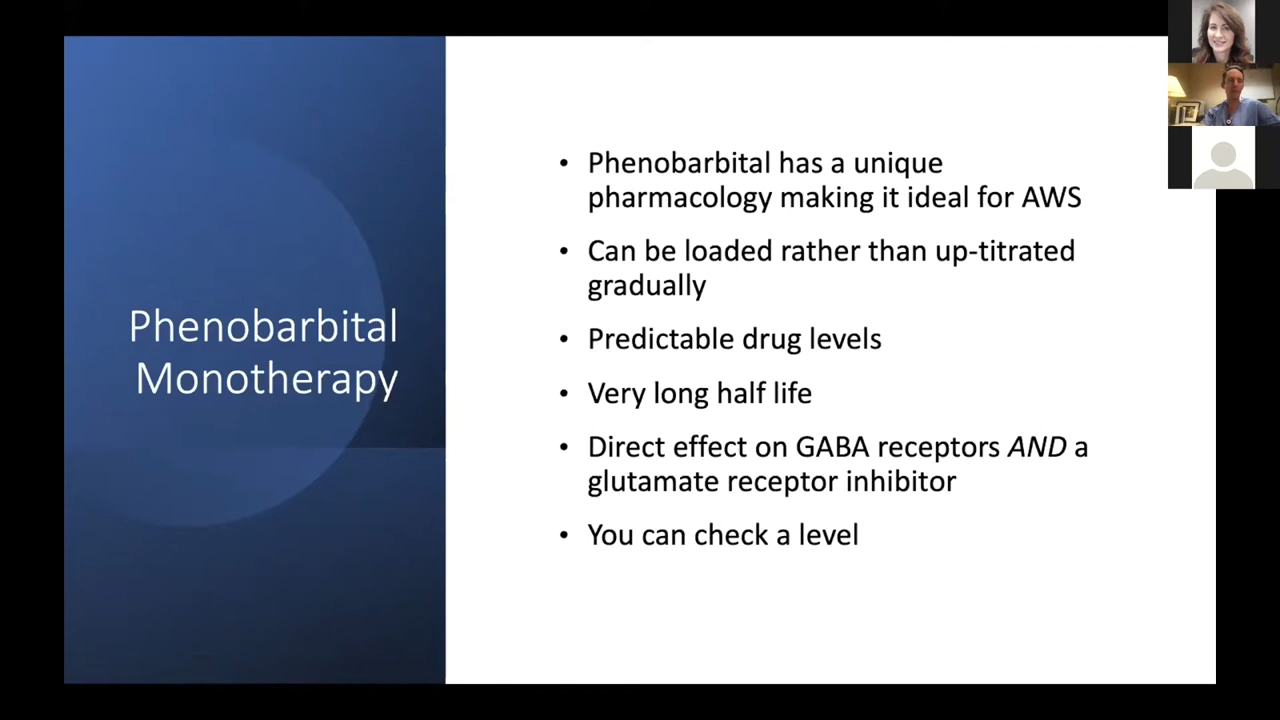 Phenobarbital
Monotherapy
• Phenobarbital has a unique
pharmacology making it ideal for AWS
• Can be loaded rather than up-titrated
gradually
• Predictable drug levels
• Very long half life
• Direct effect on GABA receptors AND a
glutamate receptor inhibitor
• You can check a level